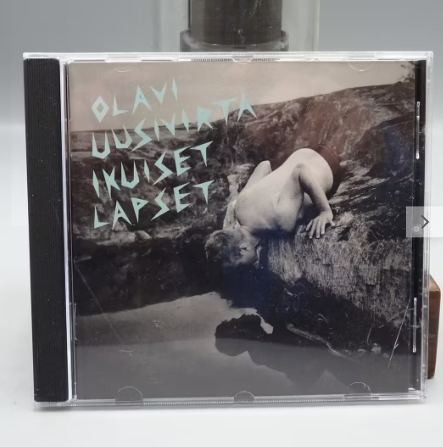 OLAVI
UUSIVIRTA
IKUISET
LAPSET